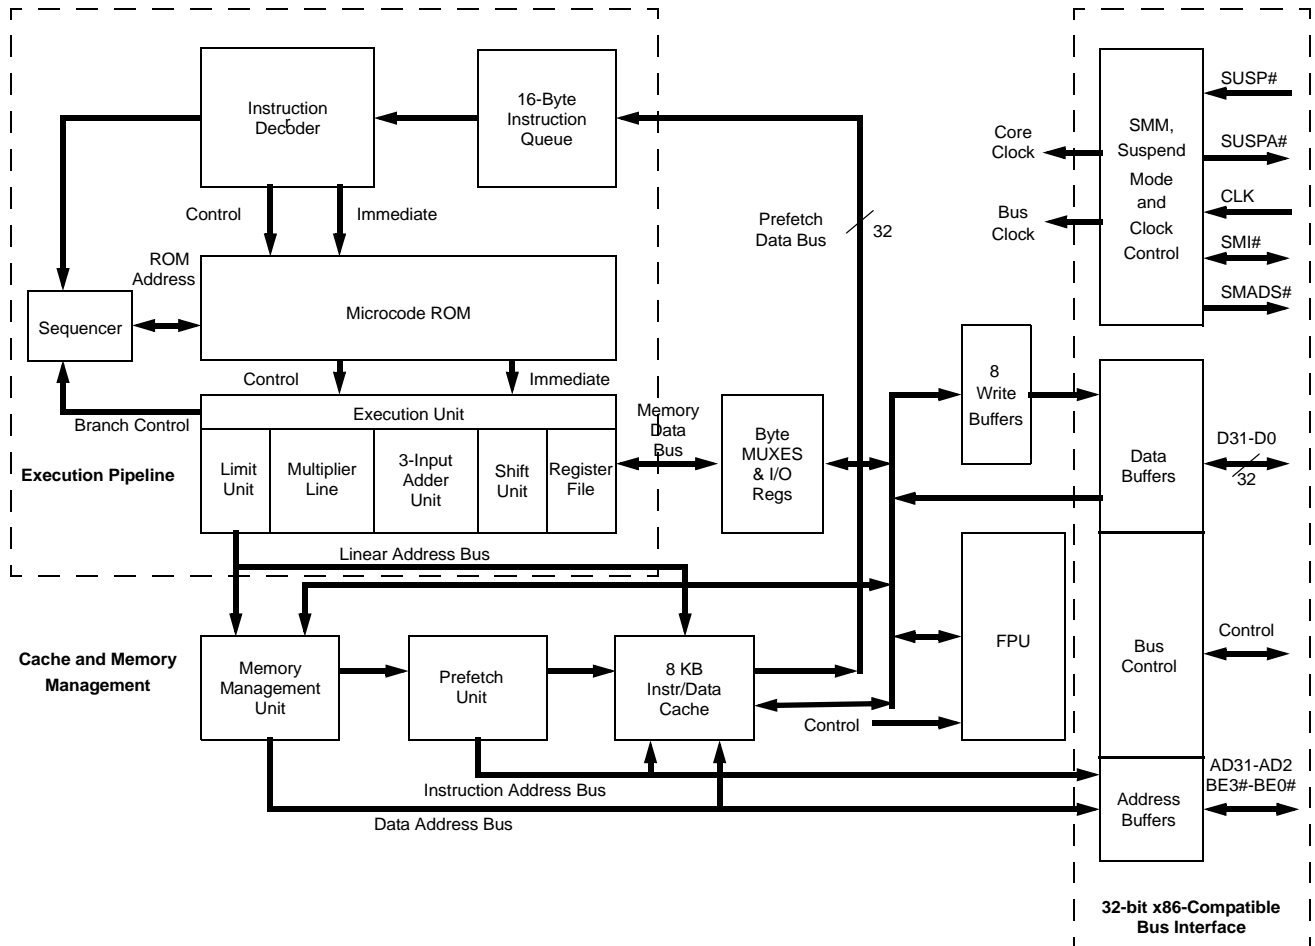 Instruction
Decoder
16-Byte
Instruction
Queue
Control
Immediate
ROM
Address
Sequencer
Microcode ROM
Control
Immediate
Branch Control
Execution Unit
Limit
Unit
Multiplier
Line
3-Input
Adder
Unit
Shift
Unit
Register
File
Execution Pipeline
Memory
Data
Bus
Byte
MUXES
& I/O
Regs
Prefetch
Data Bus
32
Linear Address Bus
Cache and Memory
Management
Memory
Management
Unit
Prefetch
Unit
8 KB
Instr/Data
Cache
Control
FPU
Instruction Address Bus
Data Address Bus
8
Write
Buffers
Core
Clock
Bus
Clock
SMM,
Suspend
Mode
and
Clock
Control
SUSP#
SUSPA#
CLK
SMI#
SMADS#
Data
Buffers
D31-D0
32
Bus
Control
Control
Address
Buffers
AD31-AD2
BE3#-BE0#
32-bit x86-Compatible
Bus Interface